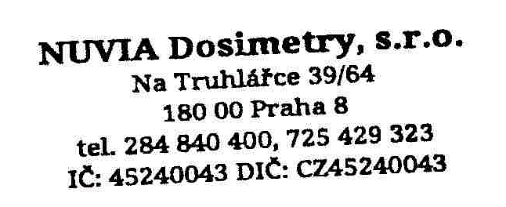 NUVIA Dosimetry, s.r.o.
Na Truhlářce 39/64
180 00 Praha 8
tel. 284 840 400, 725 429 323
IČ: 45240043 DIČ: CZ45240043